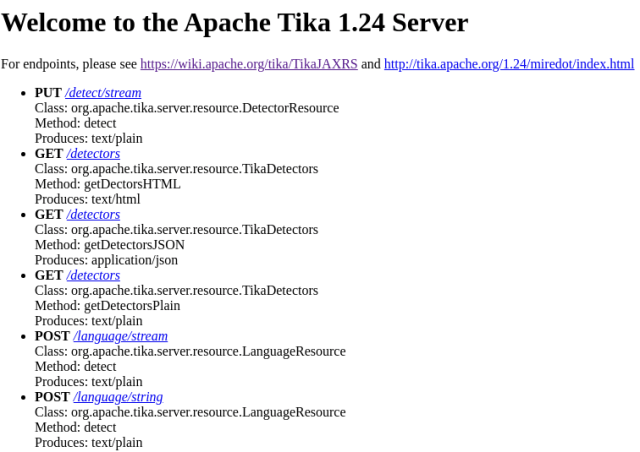 Welcome to the Apache Tika 1.24 Server
For endpoints, please see https://wiki.apache.org/tika/TikaJAXRS and http://tika.apache.org/1.24/miredot/index.html
PUT /detect/stream
Class: org.apache.tika.server.resource.DetectorResource
Method: detect
Produces: text/plain
GET /detectors
Class: org.apache.tika.server.resource.TikaDetectors
Method: getDectorsHTML
Produces: text/html
GET /detectors
Class: org.apache.tika.server.resource.TikaDetectors
Method: getDetectorsJSON
Produces: application/json
GET /detectors
Class: org.apache.tika.server.resource.TikaDetectors
Method: getDetectorsPlain
Produces: text/plain
POST /language/stream
Class: org.apache.tika.server.resource.LanguageResource
Method: detect
Produces: text/plain
POST /language/string
Class: org.apache.tika.server.resource.LanguageResource
Method: detect
Produces: text/plain